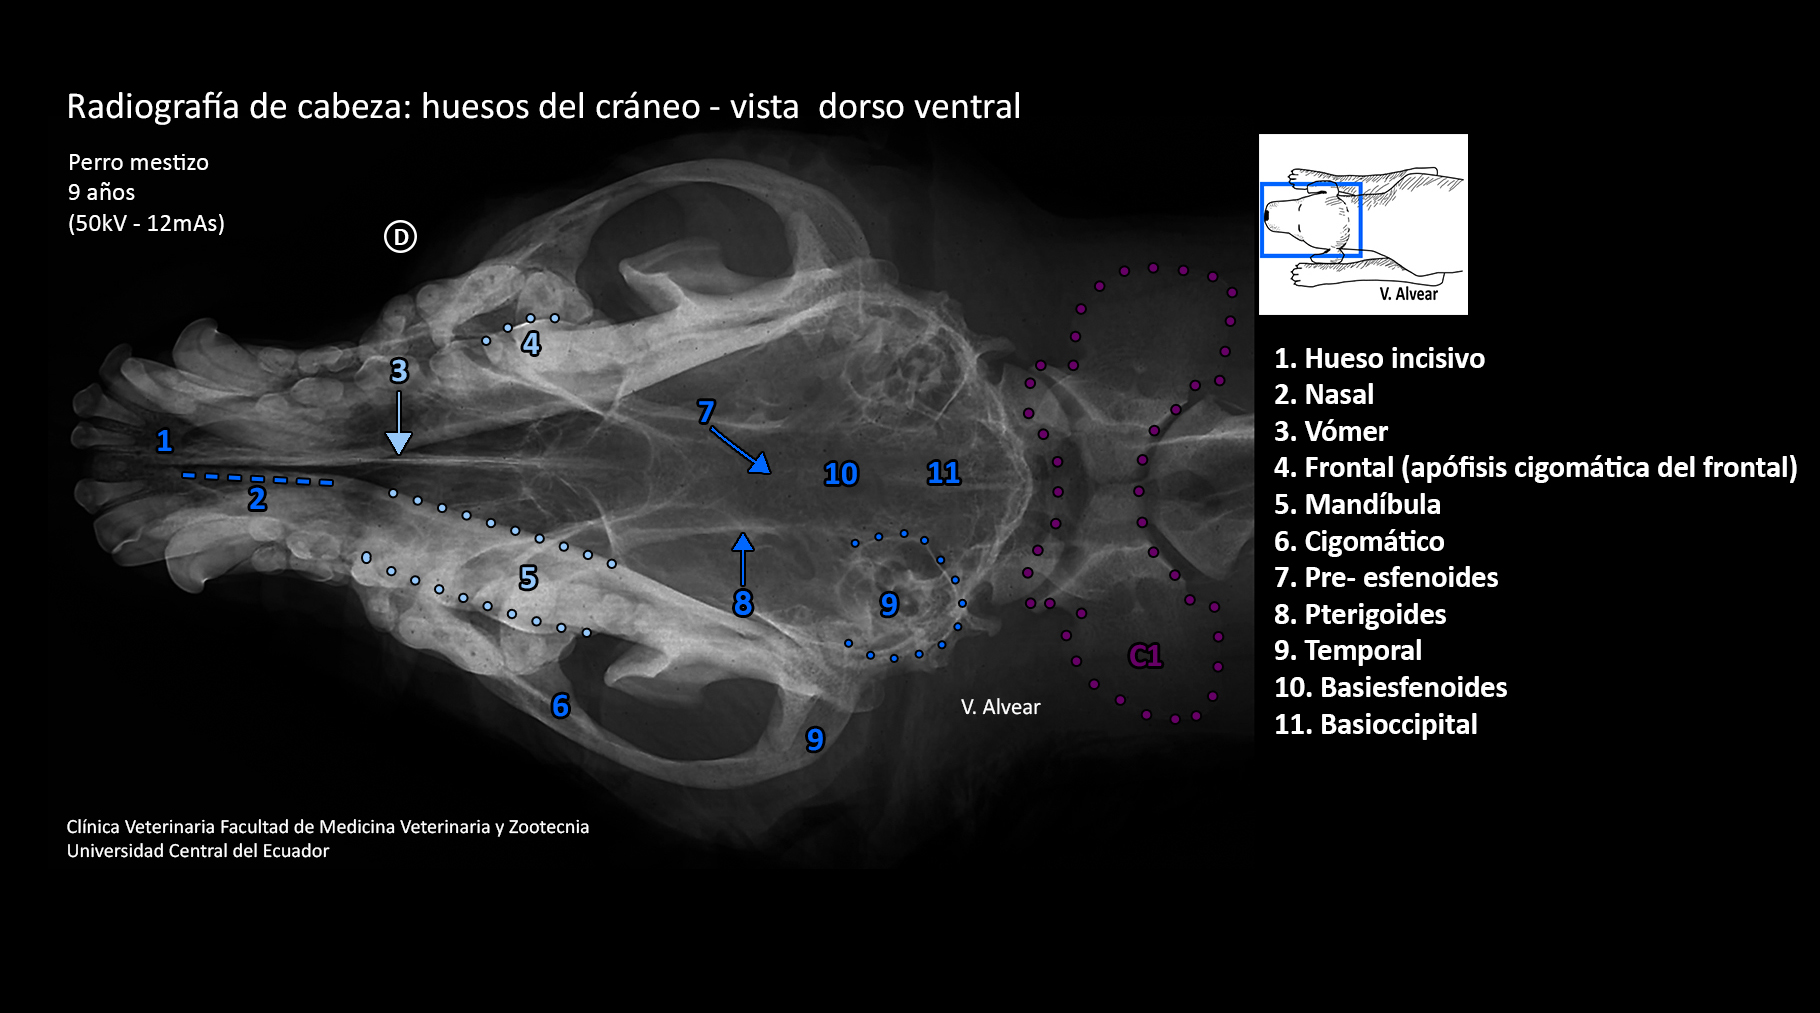 Radiografía de cabeza: huesos del cráneo - vista dorso ventral
Perro mestizo
9 años
(50kV - 12mAs)
D
V. Alvear
1. Hueso incisivo
2. Nasal
3. Vómer
4. Frontal (apófisis cigomática del frontal)
5. Mandíbula
6. Cigomático
7. Pre- esfenoides
8. Pterigoides
9. Temporal
10. Basiesfenoides
11. Basioccipital
4
3
7
1
10
11
2
5
8
9
C1
6
9
V. Alvear
Clínica Veterinaria Facultad de Medicina Veterinaria y Zootecnia
Universidad Central del Ecuador